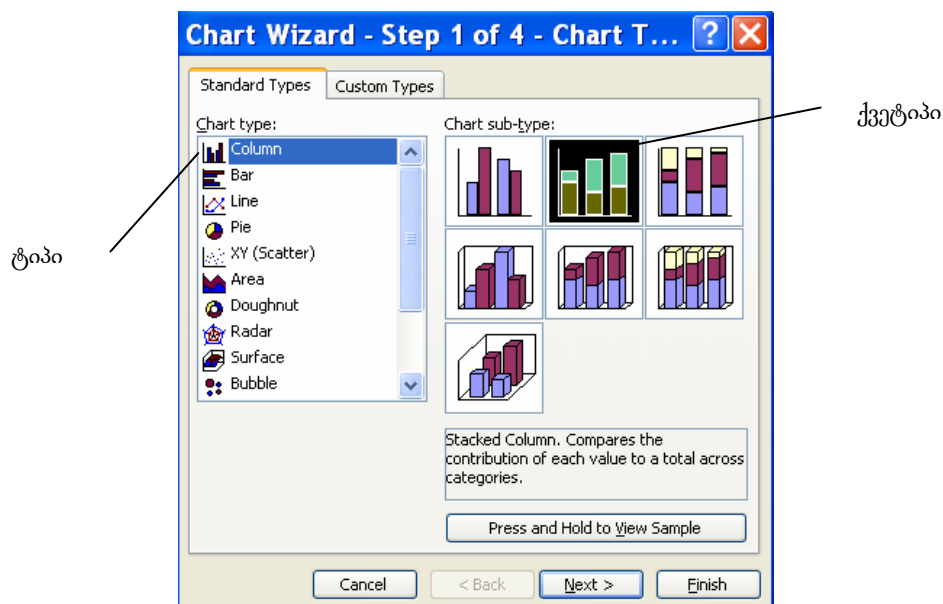 Chart Wizard - Step 1 of 4 - Chart T...
Standard Types
Custom Types
Chart type:
Column
Bar
Line
Pie
XY (Scatter)
Area
Doughnut
Radar
Surface
Bubble
Chart sub-type:
Stacked Column. Compares the
contribution of each value to a total across
categories.
Press and Hold to View Sample
Cancel
< Back
Next >
Finish
ტიპი
ქვეტიპი